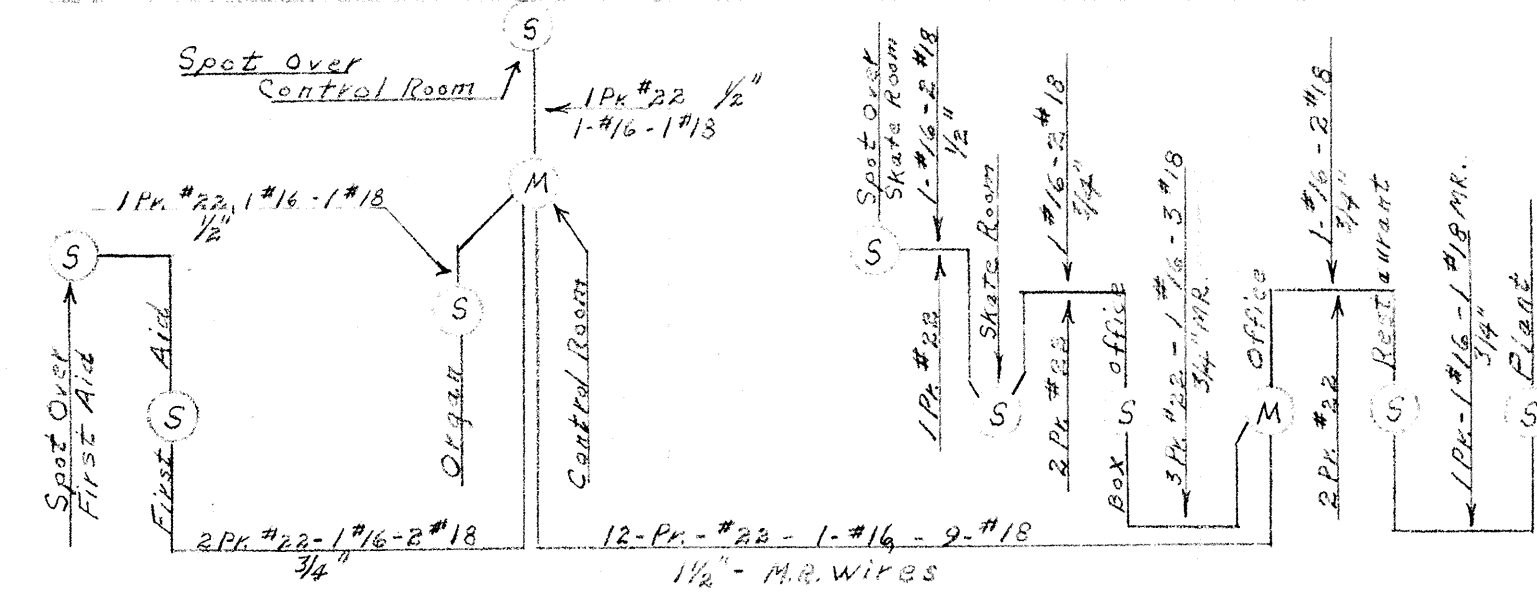 S
Spot Over
Control Room
1 Pr. #22 1/2"
1-#16-1#18
M
1 Pr. #22, 1#16-1#18
1/2"
S
S
Spot Over
First Aid
First Aid
S
Organ
Control Room
2 Pr. #22-1#16-2#18
3/4"
12-Pr.-#22-1-#16-9-#18
1½"-M.R. Wires
Spot Over
Skate Room
1-#16-2#18
1/2"
S
1 Pr. #22
Skate Room
S
1#16-2#18
3/4"
2 Pr. #22
Box office
S
3 Pr. #22-1#16-3#18
3/4" MR.
Office
M
1-#16-2#18
3/4"
2 Pr. #22
Restaurant
S
1 Pr.-1#16-1#18 MR.
3/4"
Plant
S